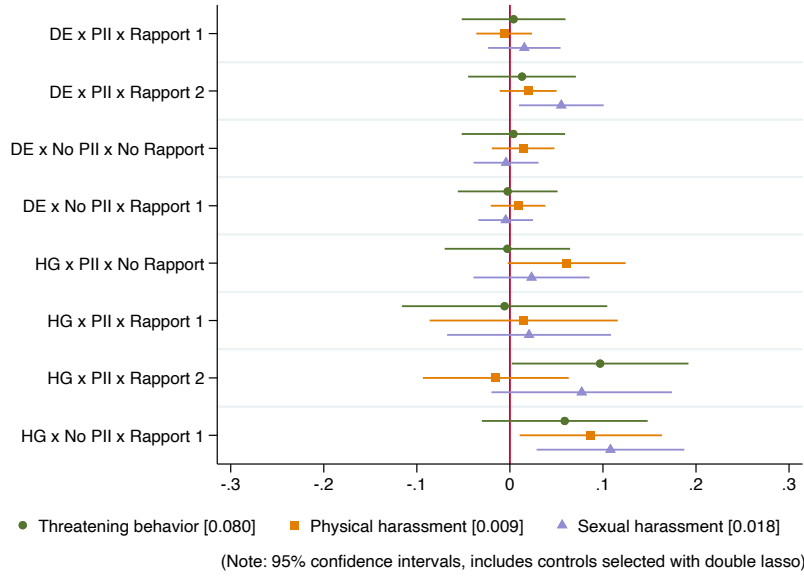 DE x PII x Rapport 1
DE x PII x Rapport 2
DE x No PII x No Rapport
DE x No PII x Rapport 1
HG x PII x No Rapport
HG x PII x Rapport 1
HG x PII x Rapport 2
HG x No PII x Rapport 1
-.3 -.2 -.1 0 .1 .2 .3
Threatening behavior [0.080] Physical harassment [0.009] Sexual harassment [0.018]
(Note: 95% confidence intervals, includes controls selected with double lasso)